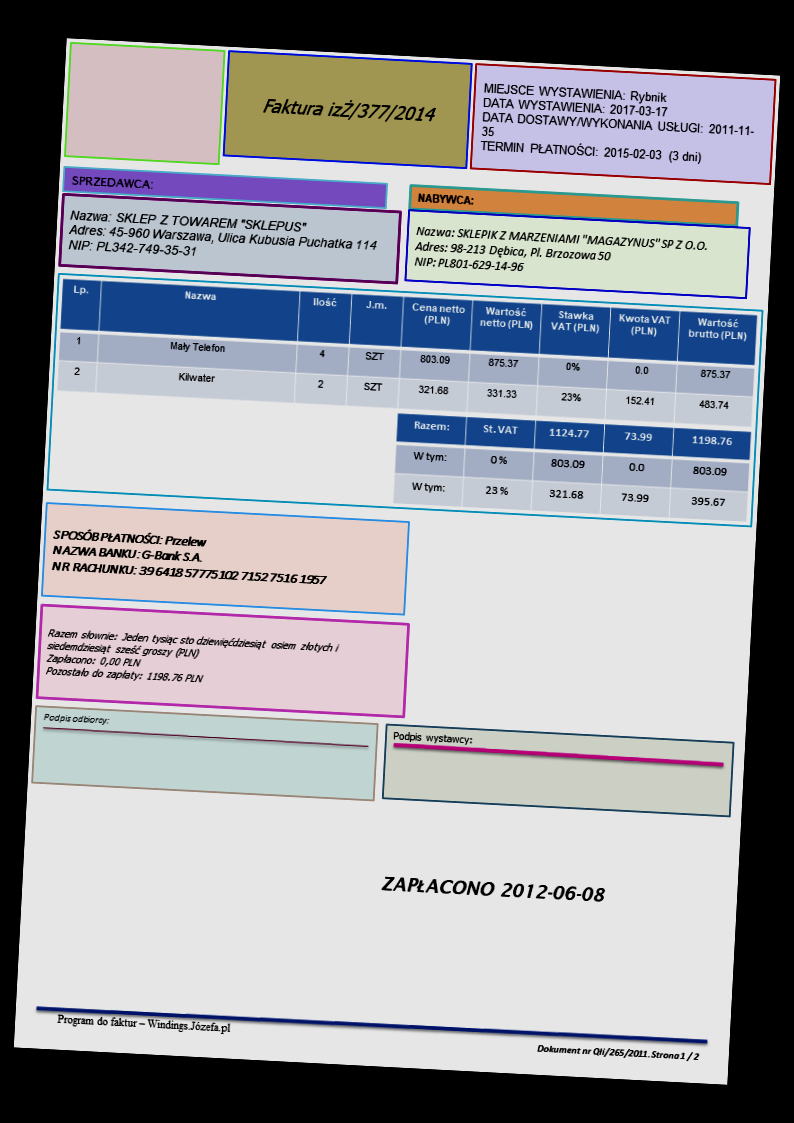 Faktura izŻ/377/2014
MIEJSCE WYSTAWIENIA: Rybnik
DATA WYSTAWIENIA: 2017-03-17
DATA DOSTAWY/WYKONANIA USŁUGI: 2011-11-
35
TERMIN PŁATNOŚCI: 2015-02-03 (3 dni)
SPRZEDAWCA:
Nazwa: SKLEP Z TOWAREM "SKLEPUS"
Adres: 45-960 Warszawa, Ulica Kubusia Puchatka 114
NIP: PL342-749-35-31
NABYWCA:
Nazwa: SKLEPIK Z MARZENIAMI "MAGAZYNUS" SP Z O.O.
Adres: 98-213 Dębica, Pl. Brzozowa 50
NIP: PL801-629-14-96
Lp. Nazwa Ilość J.m. Cena netto (PLN) Wartość netto (PLN) Stawka VAT (PLN) Kwota VAT (PLN) Wartość brutto (PLN)
1 Mały Telefon 4 SZT 803.09 875.37 0% 0.0 875.37
2 Kilwater 2 SZT 321.68 331.33 23% 152.41 483.74
Razem: St. VAT 1124.77 73.99 1198.76
W tym: 0% 803.09 0.0 803.09
W tym: 23% 321.68 73.99 395.67
SPOSÓB PŁATNOŚCI: Przelew
NAZWA BANKU: G-Bank S.A.
NR RACHUNKU: 39 6418 5777 5102 7152 7516 1957
Razem słownie: Jeden tysiąc sto dziewięćdziesiąt osiem złotych i
siedemdziesiąt sześć groszy (PLN)
Zapłacono: 0,00 PLN
Pozostało do zapłaty: 1198.76 PLN
Podpis odbiorcy:
Podpis wystawcy:
ZAPŁACONO 2012-06-08
Program do faktur – Windings.Józefa.pl
Dokument nr Qji/265/2011. Strona 1 / 2